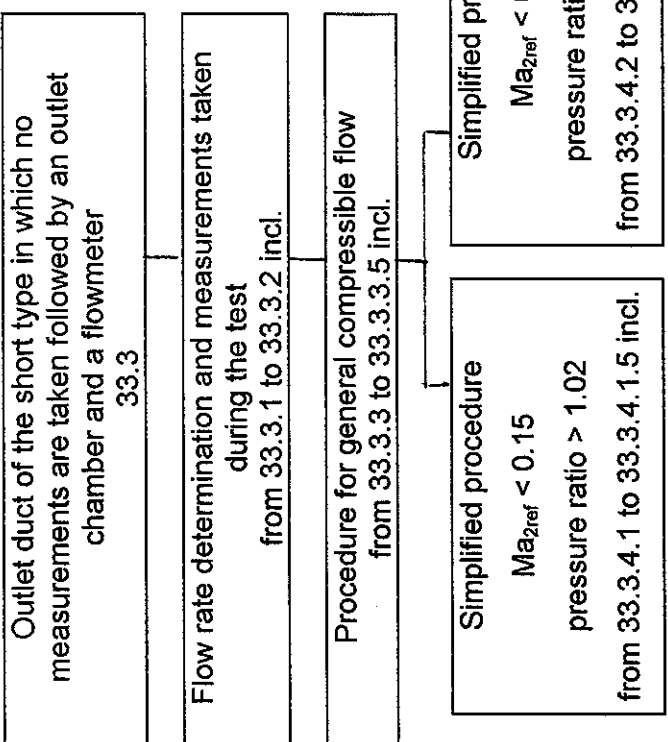 Outlet duct of the short type in which no
measurements are taken followed by an outlet
chamber and a flowmeter
33.3
Flow rate determination and measurements taken
during the test
from 33.3.1 to 33.3.2 incl.
Procedure for general compressible flow
from 33.3.3 to 33.3.3.5 incl.
Simplified procedure
Ma2ref < 0.15
pressure ratio > 1.02
from 33.3.4.1 to 33.3.4.1.5 incl.
Simplified
Ma2ref <
pressure
from 33.3.4.2 to